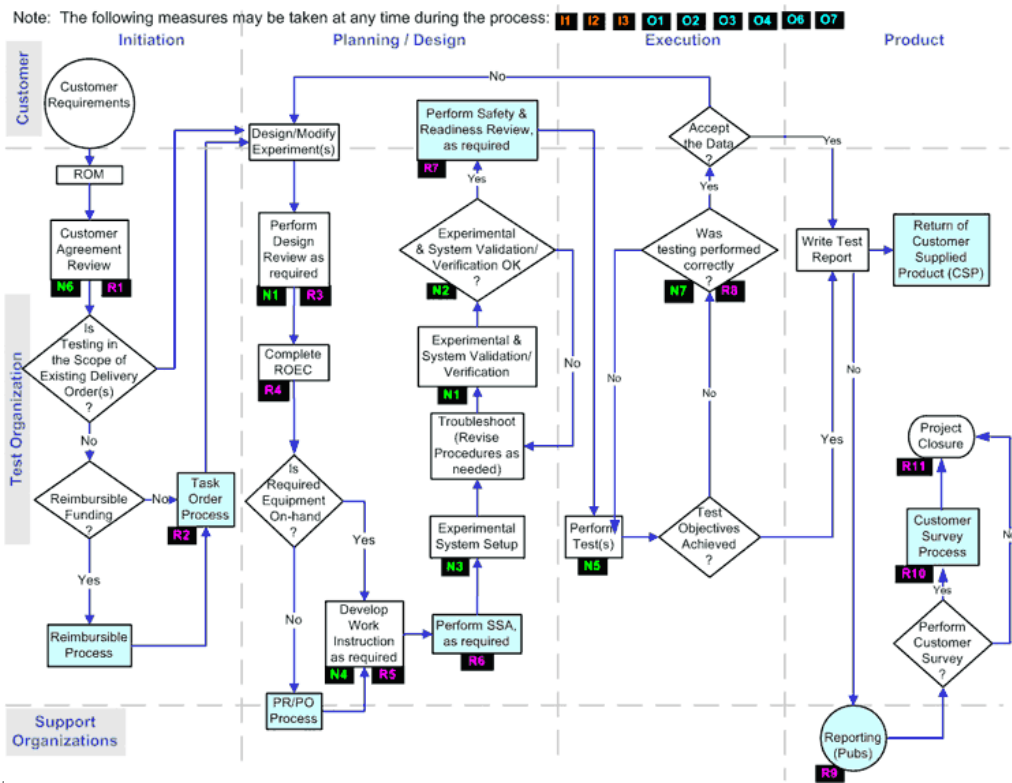 Note: The following measures may be taken at any time during the process: I1 I2 I3 O1 O2 O3 O4 O6 O7
Initiation
Planning / Design
Execution
Product
Customer
Test Organization
Support
Organizations
Customer
Requirements
ROM
Customer
Agreement
Review
N6 R1
Is
Testing in
the Scope of
Existing Delivery
Order(s)
?
No
Reimbursible
Funding
?
No
Yes
Task
Order
Process
R2
Reimbursible
Process
Design/Modify
Experiment(s)
Perform
Design
Review as
required
N1 R3
Complete
ROEC
R4
Is
Required
Equipment
On-hand
?
Yes
No
PR/PO
Process
Develop
Work
Instruction
as required
N4 R5
Perform SSA,
as required
R6
Experimental
System Setup
N3
Troubleshoot
(Revise
Procedures as
needed)
Experimental &
System Validation/
Verification
N1
Experimental
& System Validation/
Verification OK
?
N2
No
Yes
Perform Safety &
Readiness Review,
as required
R7
No
Perform
Test(s)
N5
Test
Objectives
Achieved
?
No
Yes
Was
testing performed
correctly
?
N7 R8
No
Yes
Accept
the Data
?
Yes
Write Test
Report
Return of
Customer
Supplied
Product (CSP)
No
Reporting
(Pubs)
R9
Perform
Customer
Survey
?
Yes
Customer
Survey
Process
R10
Project
Closure
R11